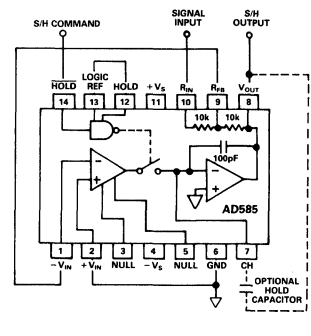 S/H COMMAND
SIGNAL INPUT
S/H OUTPUT
HOLD
LOGIC REF
HOLD
+VS
RIN
RFB
VOUT
14
13
12
11
10
9
8
10k
10k
100pF
AD585
1
2
3
4
5
6
7
–VIN
+VIN
NULL
–VS
NULL
GND
CH
OPTIONAL
HOLD
CAPACITOR